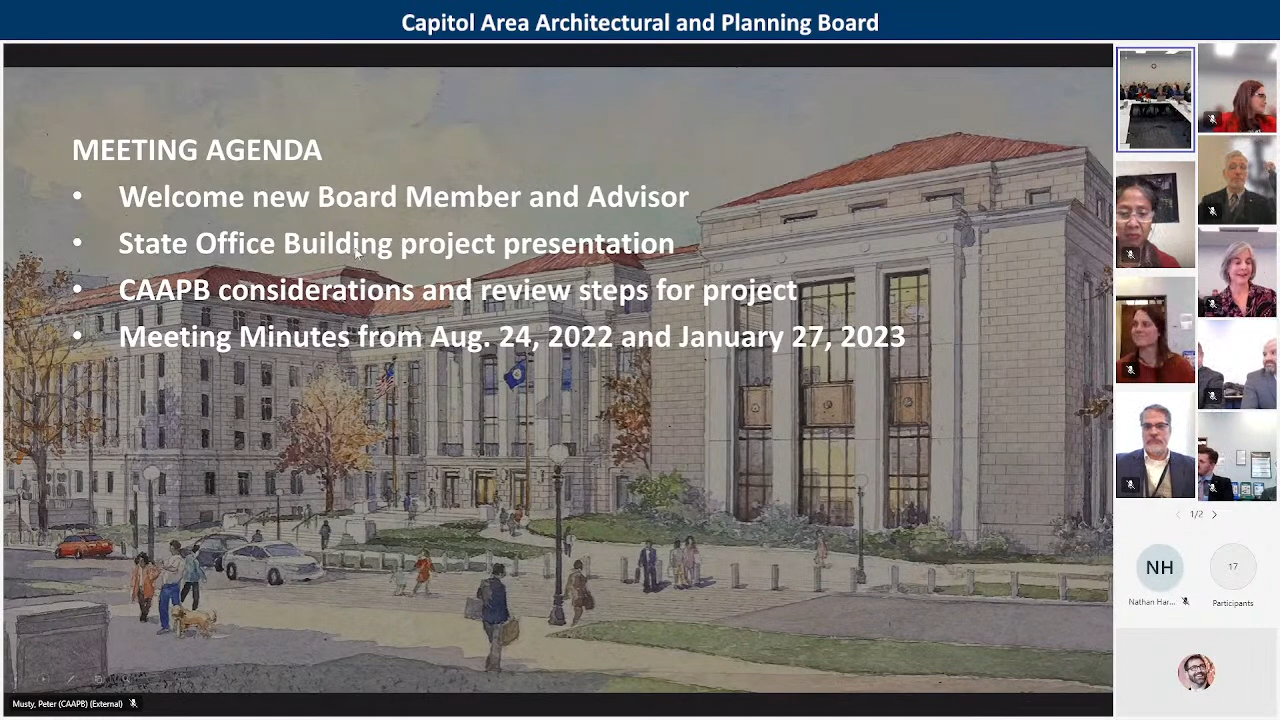 Capitol Area Architectural and Planning Board
MEETING AGENDA
• Welcome new Board Member and Advisor
• State Office Building project presentation
• CAAPB considerations and review steps for project
• Meeting Minutes from Aug. 24, 2022 and January 27, 2023
1/2
NH
17
Nathan Har...
Participants
Musty, Peter (CAAPB) (External)